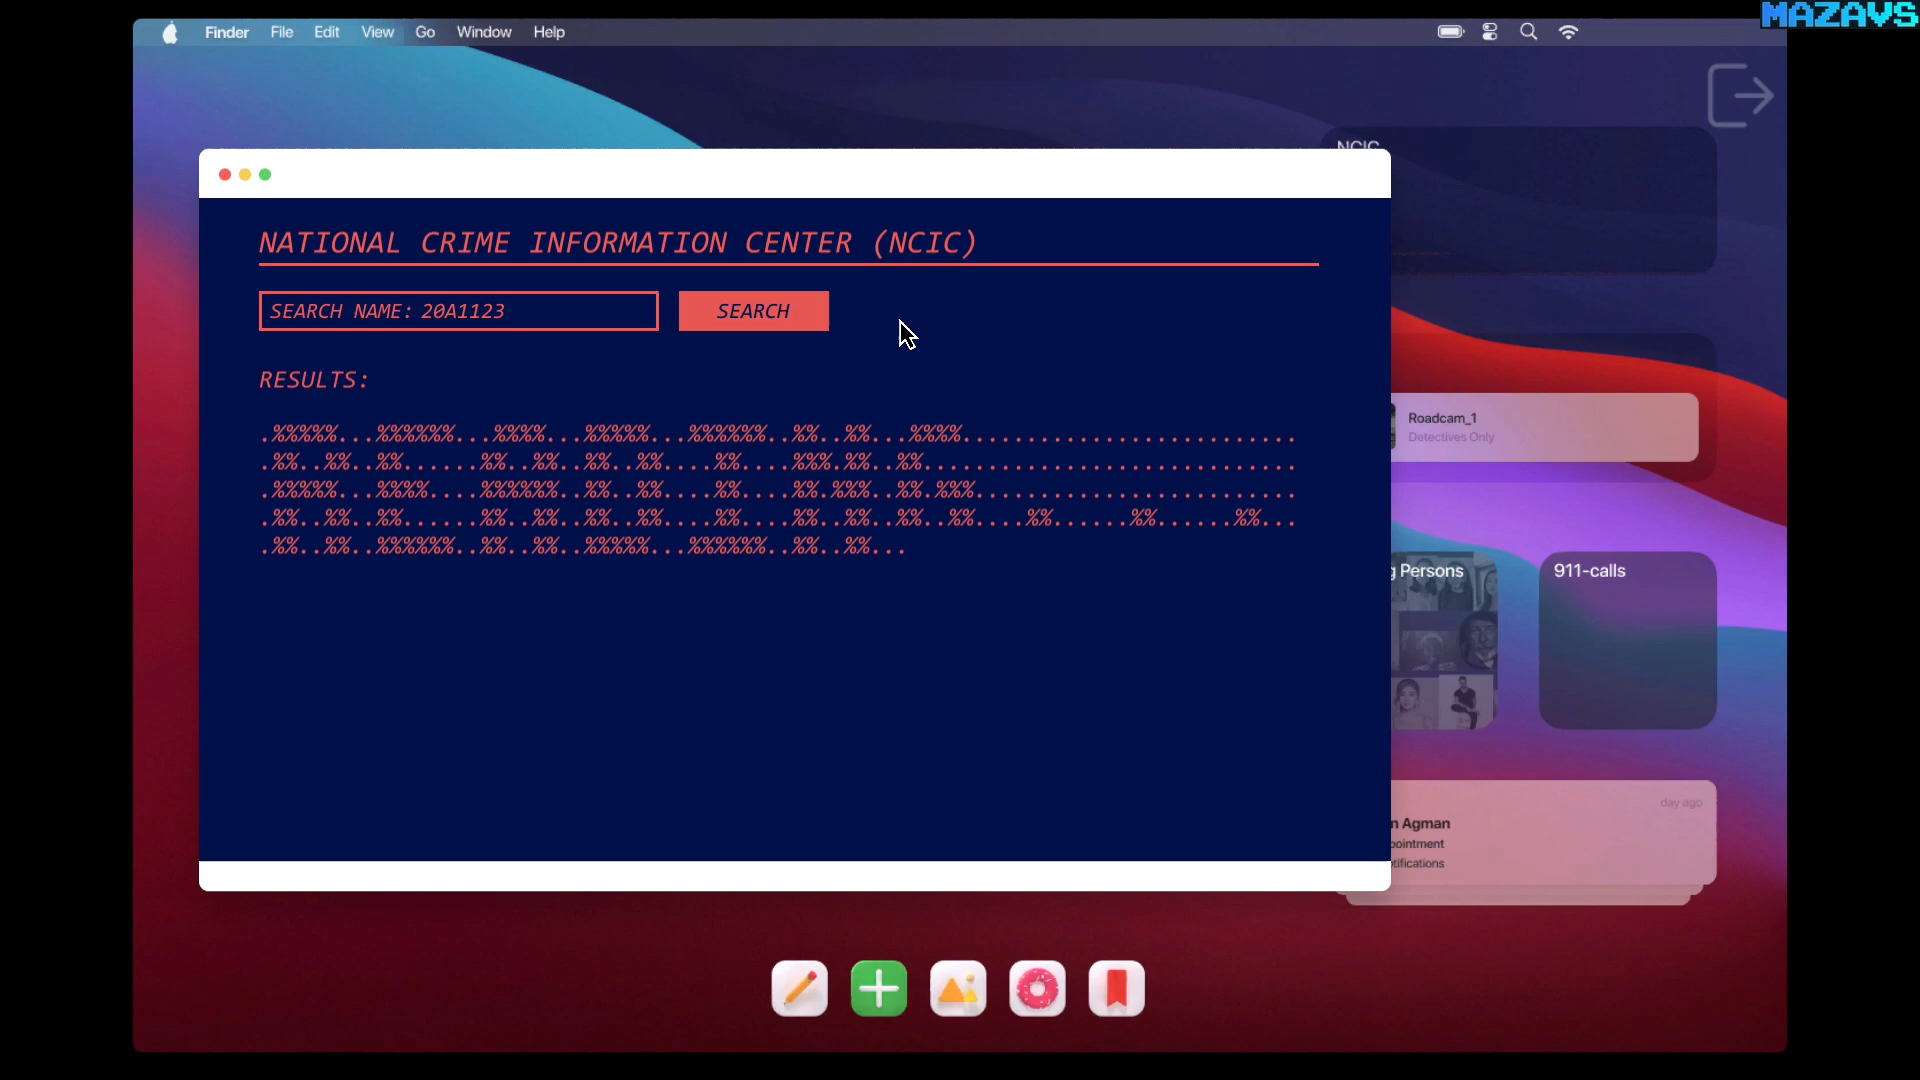 MAZAVS
Finder File Edit View Go Window Help
NCIC
NATIONAL CRIME INFORMATION CENTER (NCIC)
SEARCH NAME: 20A1123
SEARCH
RESULTS:
.%%%%%...%%%%%%...%%%%...%%%%%...%%%%%%..%%..%%...%%%%..........................
.%%..%%..%%......%%..%%..%%..%%....%%....%%%.%%..%%.............................
.%%%%%...%%%%....%%%%%%..%%..%%....%%....%%.%%%..%%.%%%.........................
.%%..%%..%%......%%..%%..%%..%%....%%....%%..%%..%%..%%....%%......%%......%%...
.%%..%%..%%%%%%..%%..%%..%%%%%...%%%%%%..%%..%%...
Roadcam_1
Detectives Only
g Persons
911-calls
day ago
n Agman
pointment
otifications